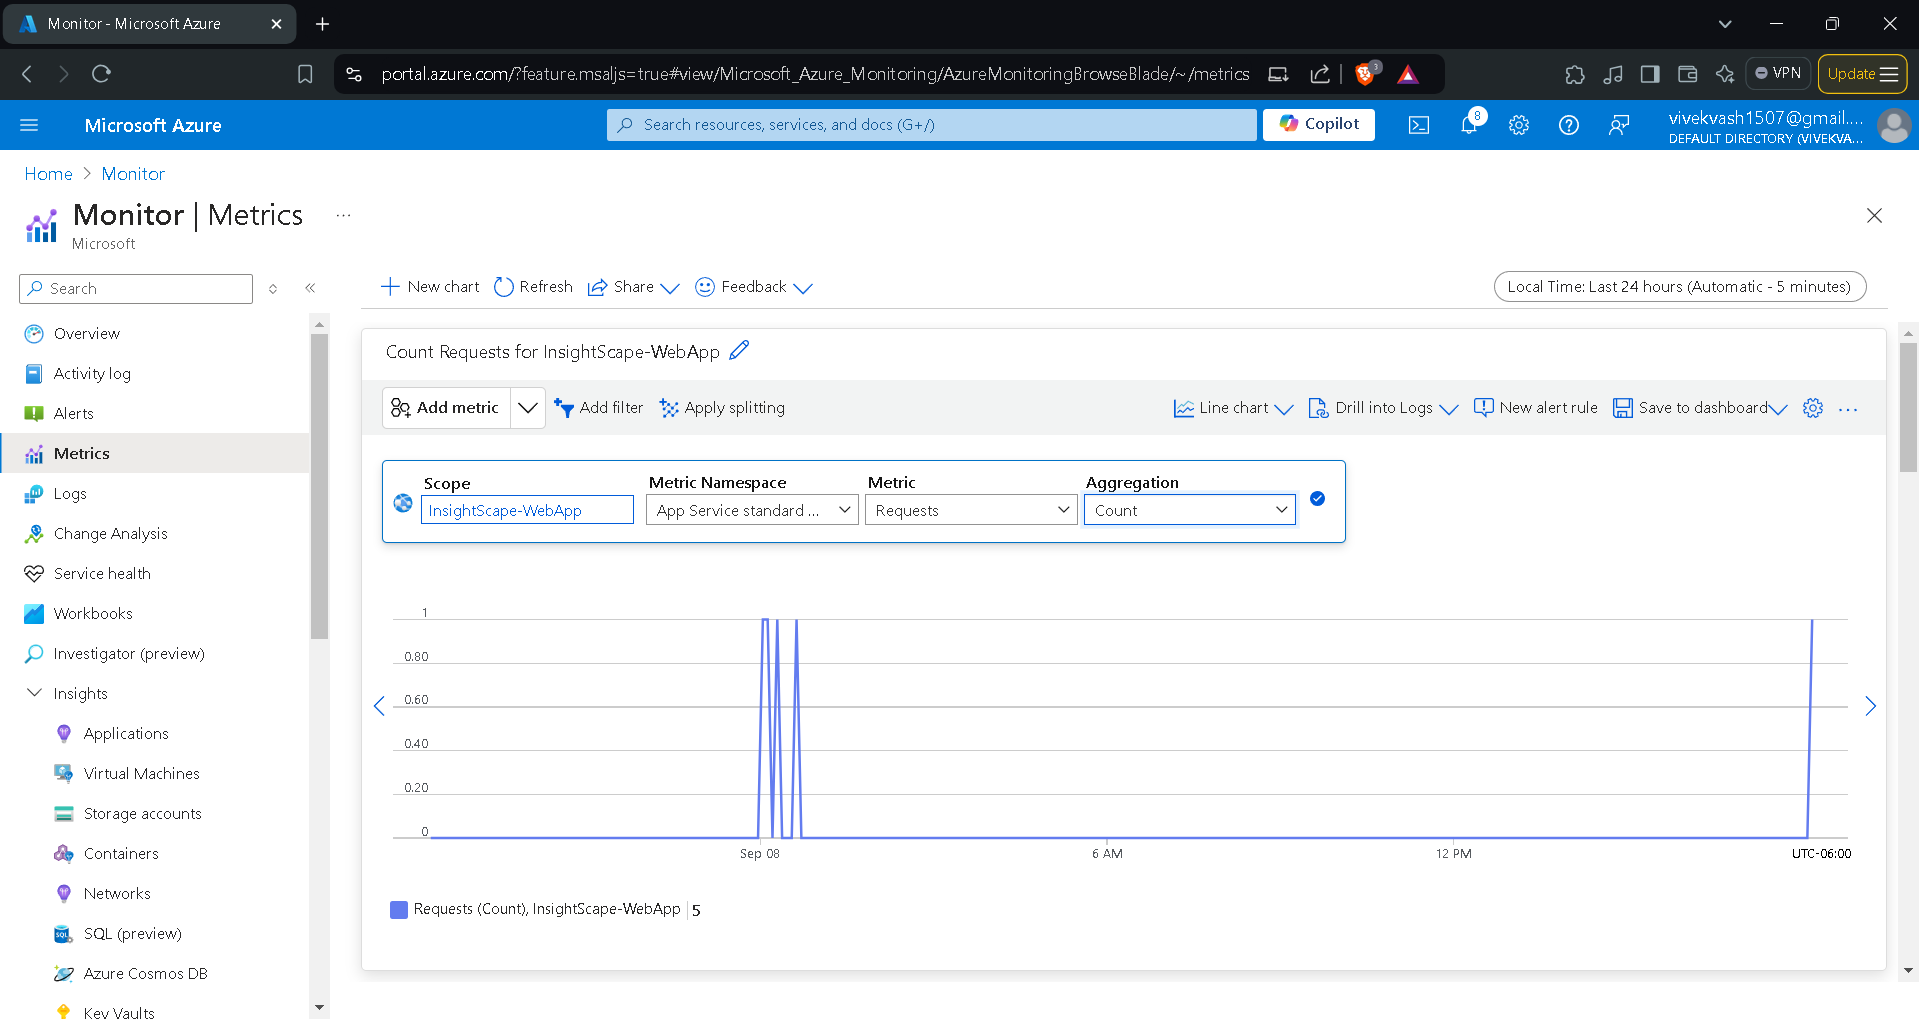 Monitor - Microsoft Azure
portal.azure.com/?feature.msaljs=true#view/Microsoft_Azure_Monitoring/AzureMonitoringBrowseBlade/~/metrics
3
VPN
Update
Microsoft Azure
Search resources, services, and docs (G+/)
Copilot
8
vivekvash1507@gmail....
DEFAULT DIRECTORY (VIVEKVA...
Home > Monitor
Monitor | Metrics ...
Microsoft
Search
Overview
Activity log
Alerts
Metrics
Logs
Change Analysis
Service health
Workbooks
Investigator (preview)
Insights
Applications
Virtual Machines
Storage accounts
Containers
Networks
SQL (preview)
Azure Cosmos DB
Key Vaults
New chart Refresh Share Feedback
Local Time: Last 24 hours (Automatic - 5 minutes)
Count Requests for InsightScape-WebApp
Add metric Add filter Apply splitting
Line chart Drill into Logs New alert rule Save to dashboard ...
Scope Metric Namespace Metric Aggregation
InsightScape-WebApp App Service standard ... Requests Count
1
0.80
0.60
0.40
0.20
0
Sep 08 6 AM 12 PM UTC-06:00
Requests (Count), InsightScape-WebApp | 5